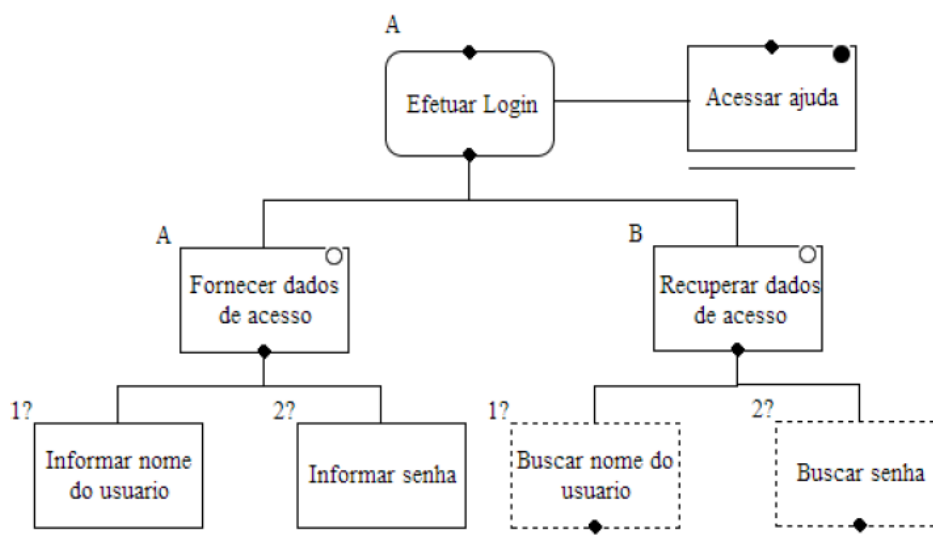 A
Efetuar Login
Acessar ajuda
A
Fornecer dados
de acesso
B
Recuperar dados
de acesso
1?
Informar nome
do usuario
2?
Informar senha
1?
Buscar nome do
usuario
2?
Buscar senha